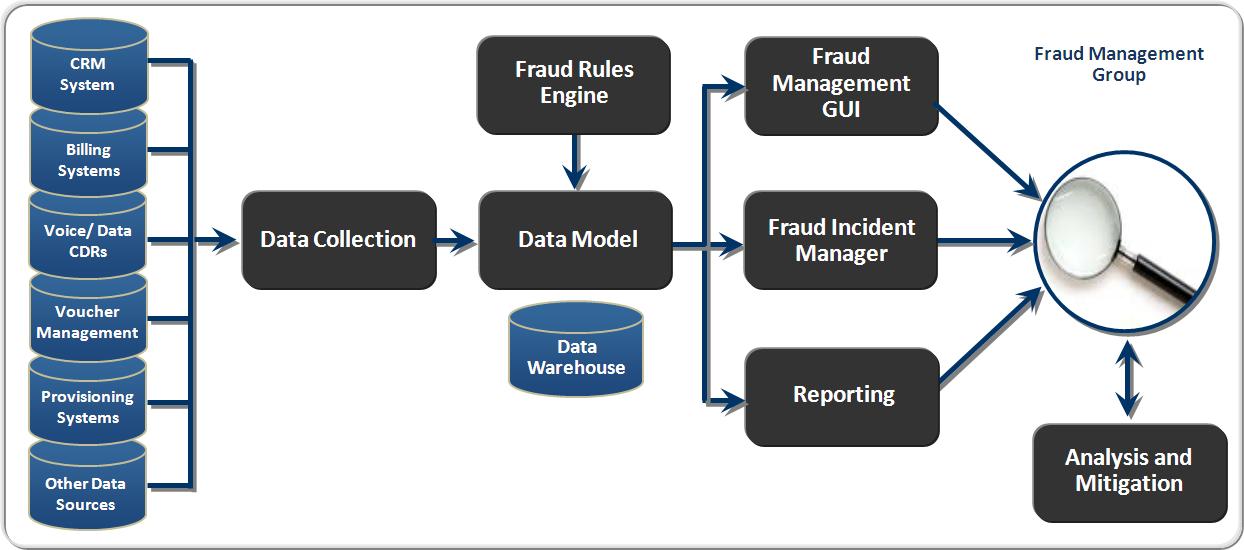 CRM
System
Billing
Systems
Voice/ Data
CDRs
Voucher
Management
Provisioning
Systems
Other Data
Sources
Data Collection
Fraud Rules
Engine
Data Model
Data
Warehouse
Fraud
Management
GUI
Fraud Incident
Manager
Reporting
Fraud Management
Group
Analysis and
Mitigation